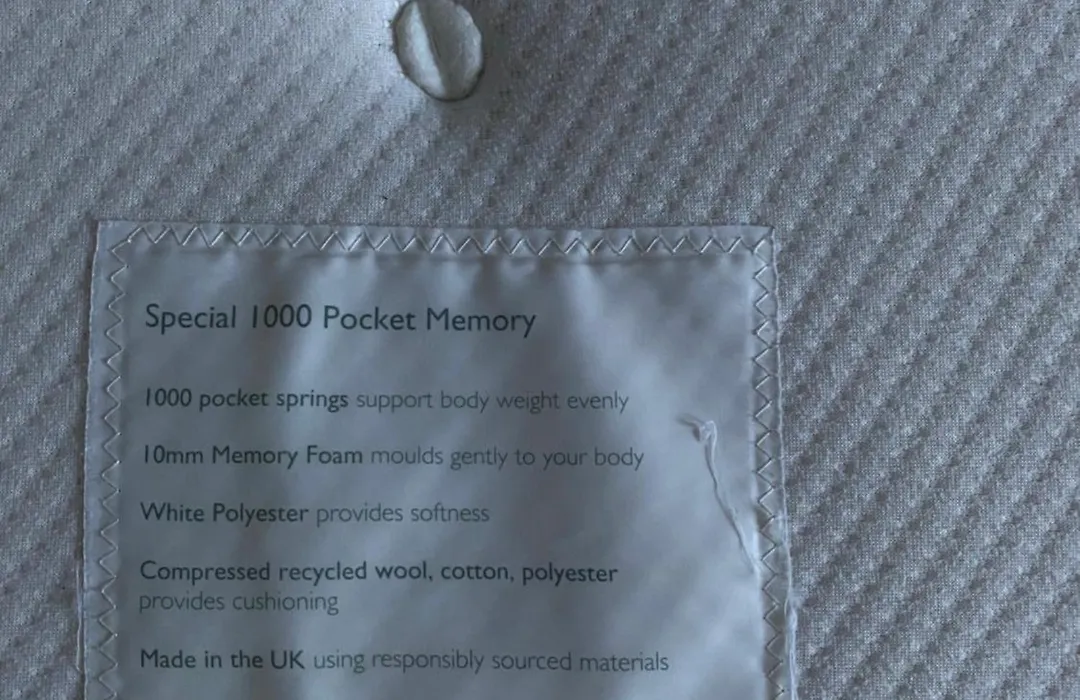 Special 1000 Pocket Memory
1000 pocket springs support body weight evenly
10mm Memory Foam moulds gently to your body
White Polyester provides softness
Compressed recycled wool, cotton, polyester
provides cushioning
Made in the UK using responsibly sourced materials